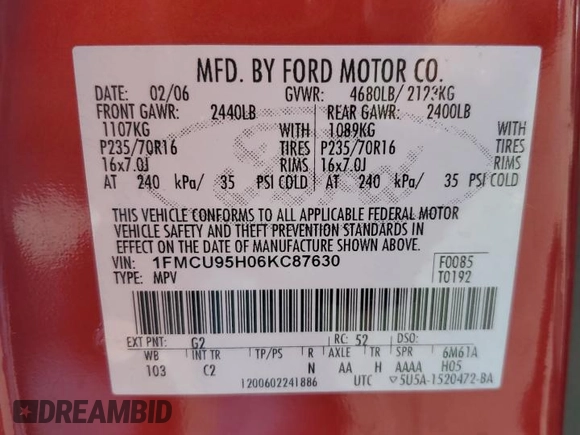 MFD. BY FORD MOTOR CO.
DATE: 02/06 GVWR: 4680LB/ 2123KG
FRONT GAWR: 2440LB REAR GAWR: 2400LB
1107KG WITH 1089KG WITH
P235/70R16 TIRES P235/70R16 TIRES
16x7.0J RIMS 16x7.0J RIMS
AT 240 kPa/ 35 PSI COLD AT 240 kPa/ 35 PSI COLD
THIS VEHICLE CONFORMS TO ALL APPLICABLE FEDERAL MOTOR
VEHICLE SAFETY AND THEFT PREVENTION STANDARDS IN
EFFECT ON THE DATE OF MANUFACTURE SHOWN ABOVE.
VIN: 1FMCU95H06KC87630 F0085
TYPE: MPV T0192
EXT PNT: G2 RC: 52 DSO:
WB INT TR TP/PS R AXLE TR SPR 6M61A
103 C2 N AA H AAAA H05
1200602241886 UTC ▽5U5A-1520472-BA
DREAMBID